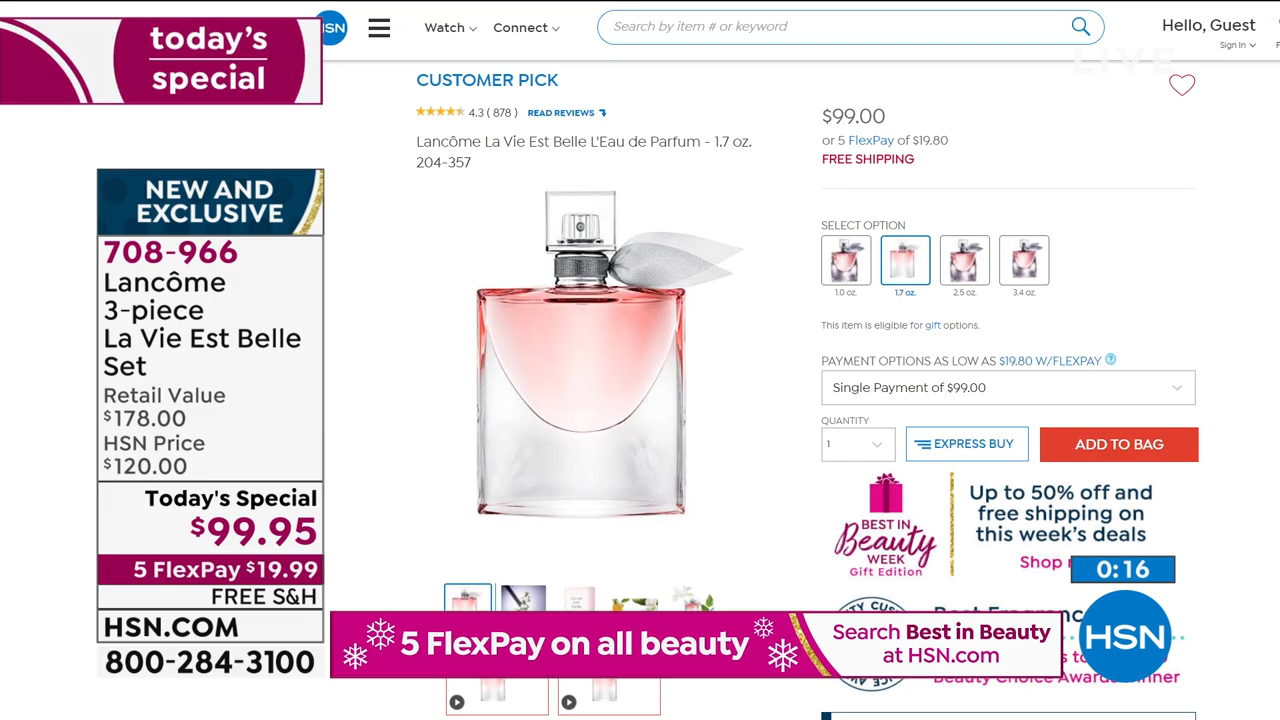 today's
special
HSN
Watch
Connect
Search by item # or keyword
Hello, Guest
Sign In
LIVE
NEW AND
EXCLUSIVE
708-966
Lancôme
3-piece
La Vie Est Belle
Set
Retail Value
$178.00
HSN Price
$120.00
Today's Special
$99.95
5 FlexPay $19.99
FREE S&H
HSN.COM
800-284-3100
CUSTOMER PICK
4.3 ( 878 ) READ REVIEWS
Lancôme La Vie Est Belle L'Eau de Parfum - 1.7 oz.
204-357
$99.00
or 5 FlexPay of $19.80
FREE SHIPPING
SELECT OPTION
1.0 oz. 1.7 oz. 2.5 oz. 3.4 oz.
This item is eligible for gift options.
PAYMENT OPTIONS AS LOW AS $19.80 W/FLEXPAY ?
Single Payment of $99.00
QUANTITY
1
EXPRESS BUY
ADD TO BAG
BEST IN
Beauty
WEEK
Gift Edition
Up to 50% off and
free shipping on
this week's deals
Shop
0:16
5 FlexPay on all beauty
Search Best in Beauty
at HSN.com
HSN
Beauty Choice Award Winner